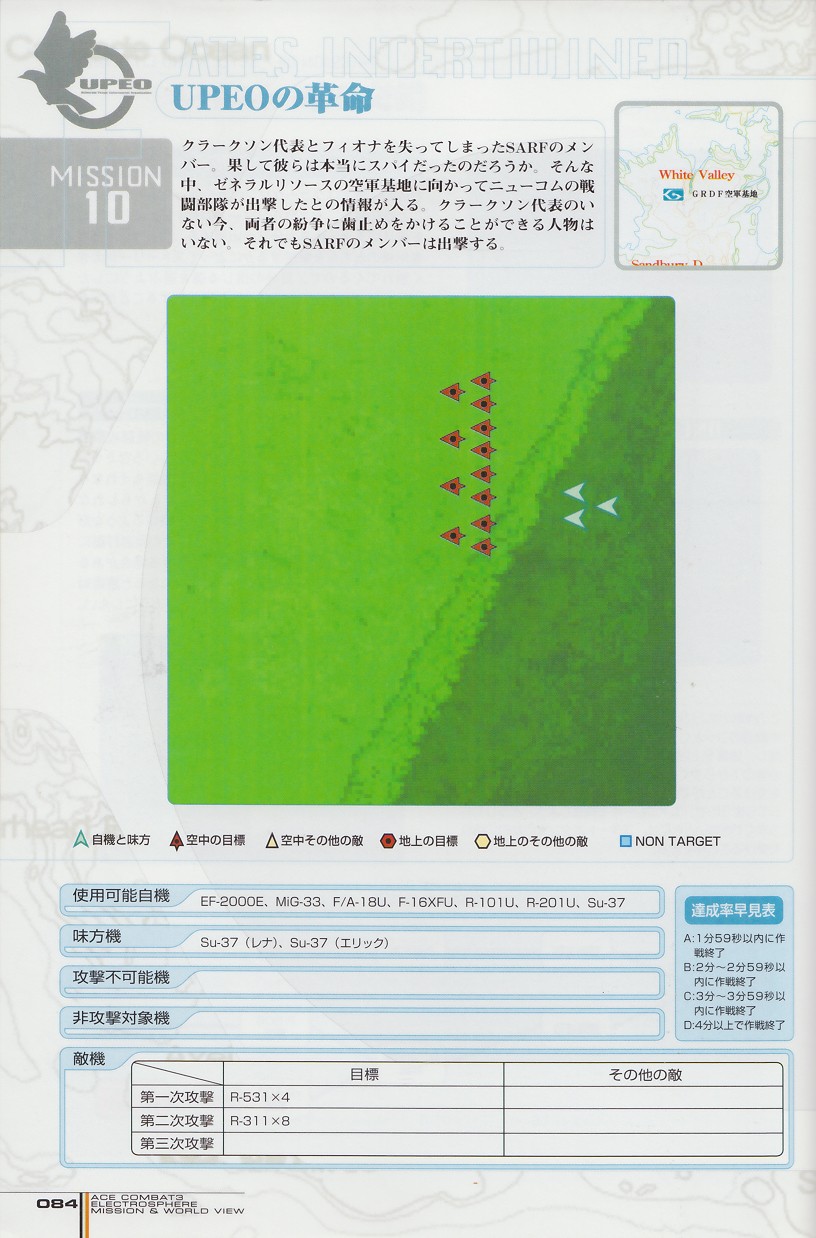 ATES INTERTWINED
UPEO
UPEOの革命
MISSION
10
クラークソン代表とフィオナを失ってしまったSARFのメン
バー。果して彼らは本当にスパイだったのだろうか。そんな
中、ゼネラルリソースの空軍基地に向かってニューコムの戦
闘部隊が出撃したとの情報が入る。クラークソン代表のい
ない今、両者の紛争に歯止めをかけることができる人物は
いない。それでもSARFのメンバーは出撃する。
White Valley
GRDF空軍基地
Sandbury D
自機と味方
空中の目標
空中その他の敵
地上の目標
地上のその他の敵
NON TARGET
使用可能自機
EF-2000E、MiG-33、F/A-18U、F-16XFU、R-101U、R-201U、Su-37
味方機
Su-37（レナ）、Su-37（エリック）
攻撃不可能機
非攻撃対象機
達成率早見表
A:1分59秒以内に作
戦終了
B:2分〜2分59秒以
内に作戦終了
C:3分〜3分59秒以
内に作戦終了
D:4分以上で作戦終了
敵機
目標
その他の敵
第一次攻撃
R-531×4
第二次攻撃
R-311×8
第三次攻撃
084
ACE COMBAT3
ELECTROSPHERE
MISSION & WORLD VIEW